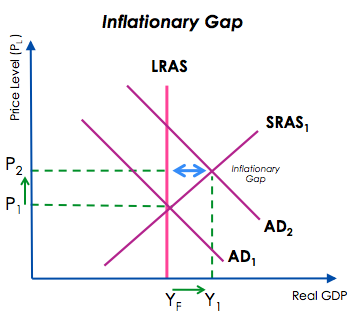 Inflationary Gap
Price Level (PL)
LRAS
SRAS1
P2
Inflationary
Gap
P1
AD2
AD1
YF
Y1
Real GDP